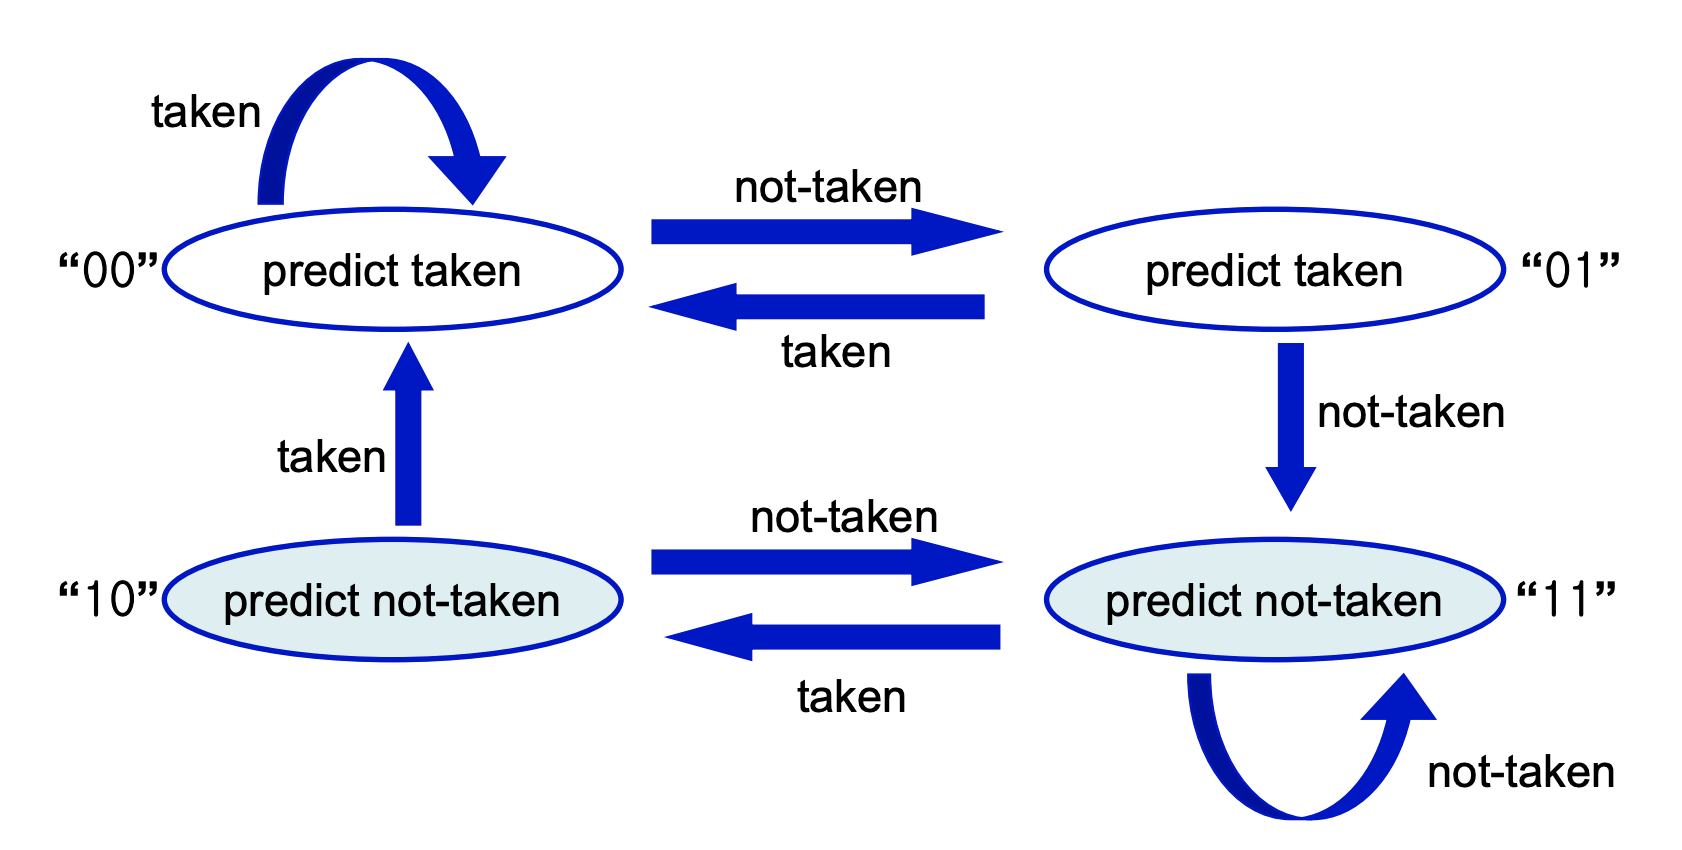 taken
not-taken
“00” predict taken
predict taken “01”
taken
not-taken
taken
not-taken
“10” predict not-taken
predict not-taken “11”
taken
not-taken